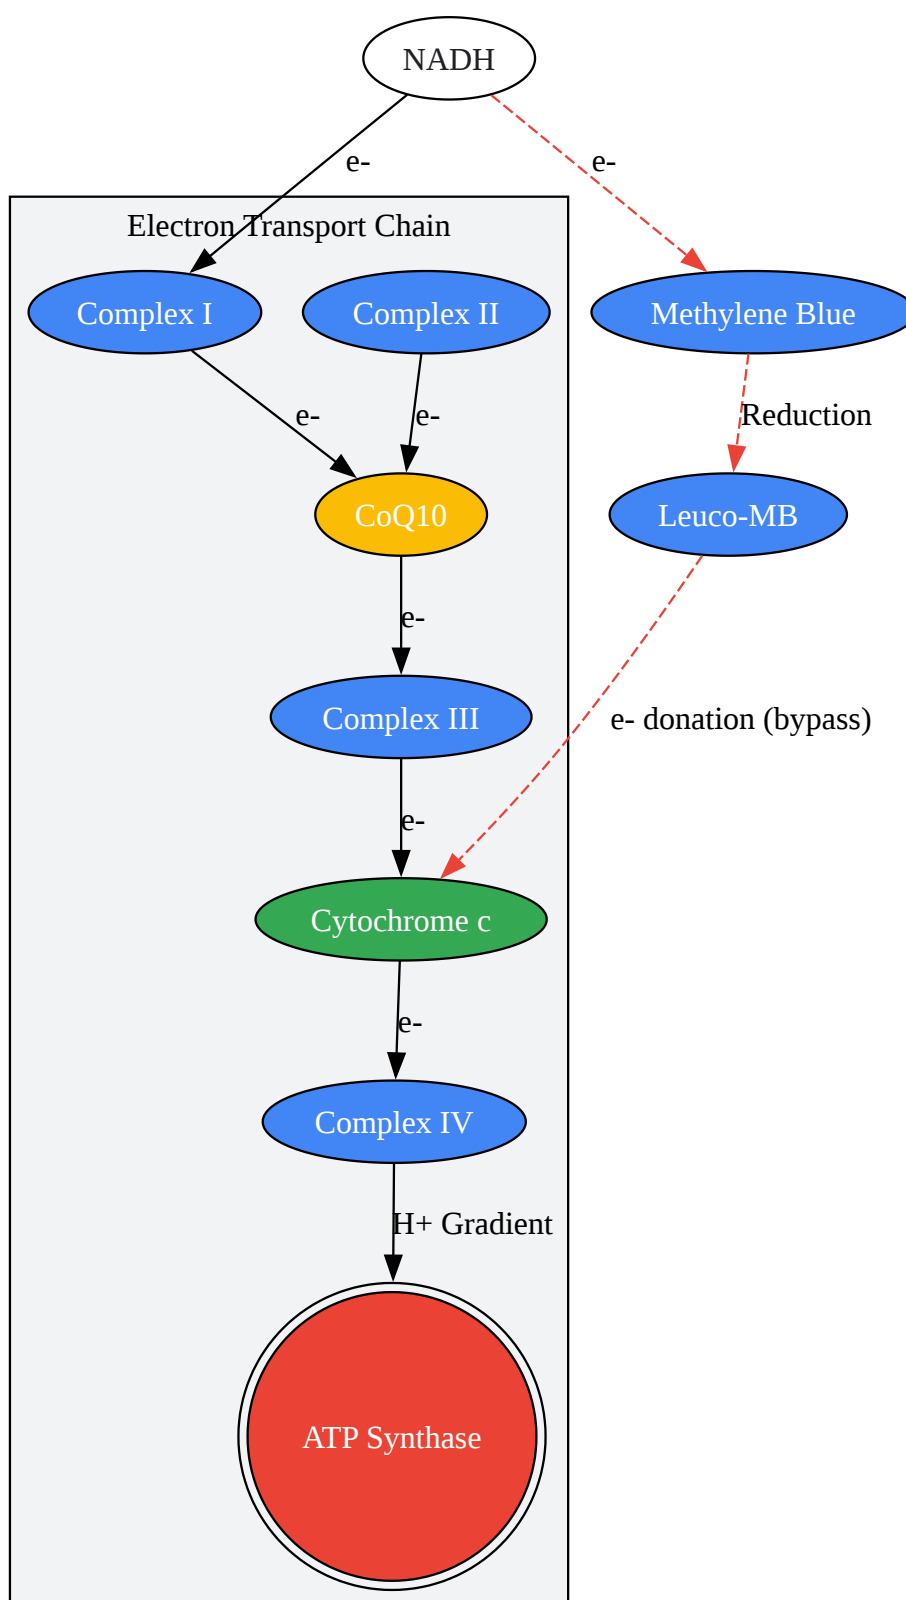 NADH
e-
e-
Electron Transport Chain
Complex I
Complex II
Methylene Blue
e-
e-
Reduction
CoQ10
Leuco-MB
e-
Complex III
e- donation (bypass)
e-
Cytochrome c
e-
Complex IV
H+ Gradient
ATP Synthase